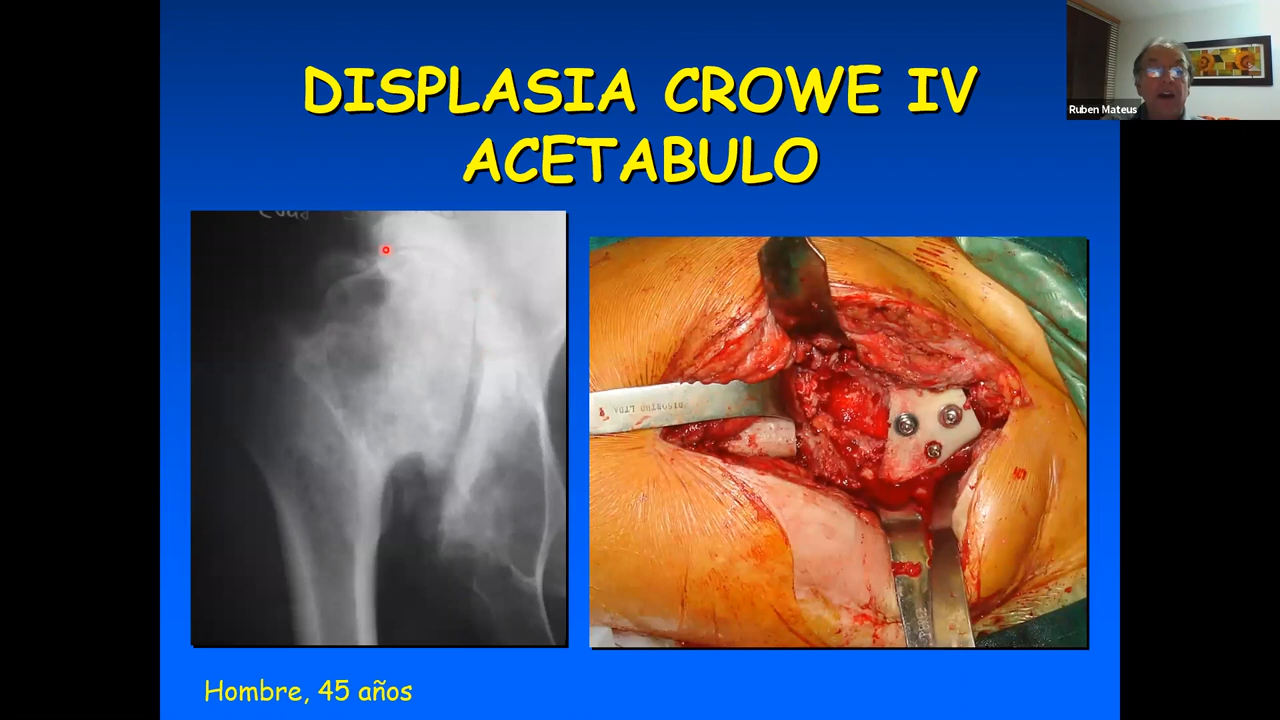 DISPLASIA CROWE IV
ACETABULO
Ruben Mateus
Hombre, 45 años